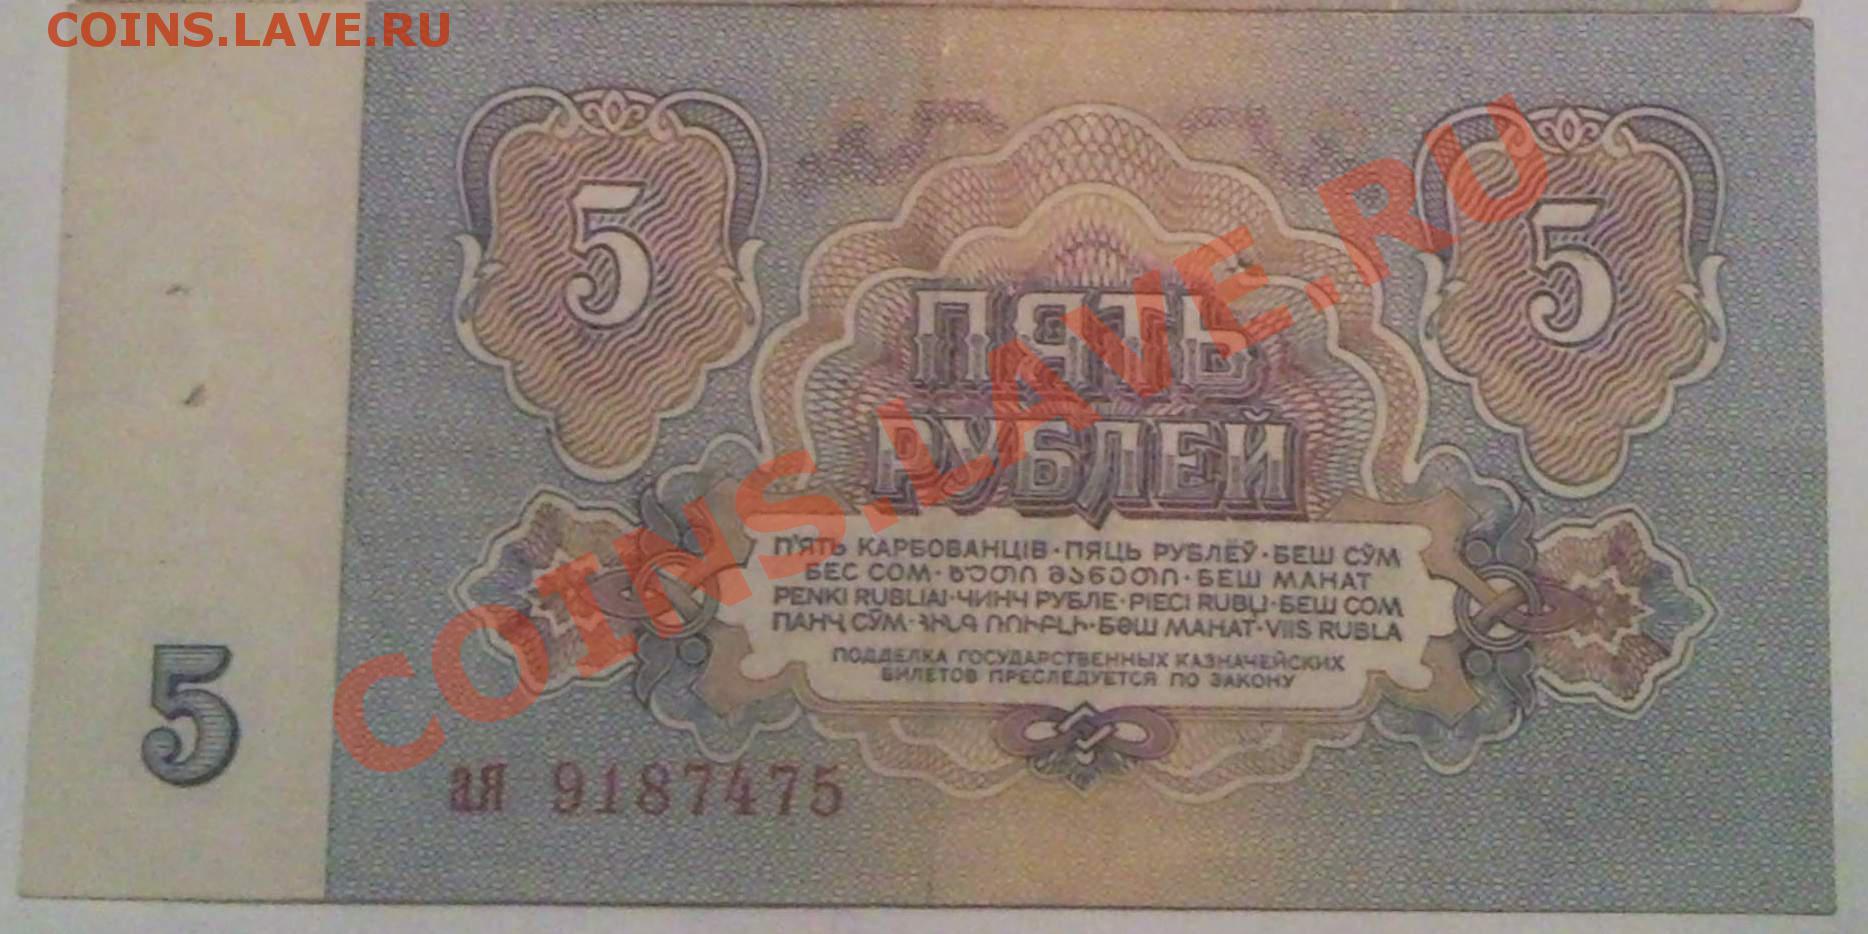 COINS.LAVE.RU
5
5
ПЯТЬ
РУБЛЕЙ
П'ЯТЬ КАРБОВАНЦІВ · ПЯЦЬ РУБЛЁЎ · БЕШ СЎМ
БЕС СОМ · ხუთი მანეთი · БЕШ МАНАТ
PENKI RUBLIAI · ЧИНЧ РУБЛЕ · PIECI RUBĻI · БЕШ СОМ
ПАНҶ СЎМ · ՀԻՆԳ ՌՈՒԲԼԻ · БӘШ МАНАТ · VIIS RUBLA
ПОДДЕЛКА ГОСУДАРСТВЕННЫХ КАЗНАЧЕЙСКИХ
БИЛЕТОВ ПРЕСЛЕДУЕТСЯ ПО ЗАКОНУ
5
ая 9187475
COINS.LAVE.RU